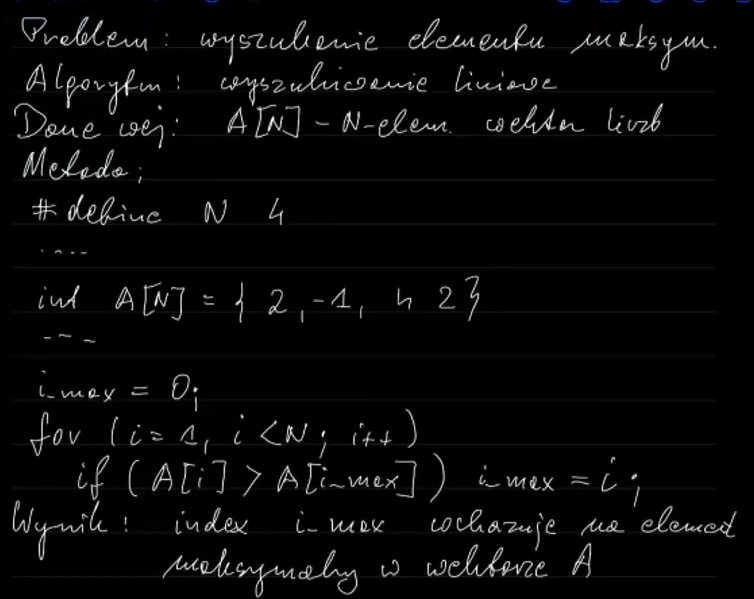 Problem: wyszukanie elementu maksym.
Algorytm: wyszukiwanie liniowe
Dane wej: A[N] - N-elem. wektor liczb
Metoda:
#define N 4
....
int A[N] = { 2, -1, 4 2}
---
i_max = 0;
for (i = 1, i < N; i++)
if (A[i] > A[i_max]) i_max = i;
Wynik: index i_max wskazuje na element
maksymalny w wektorze A